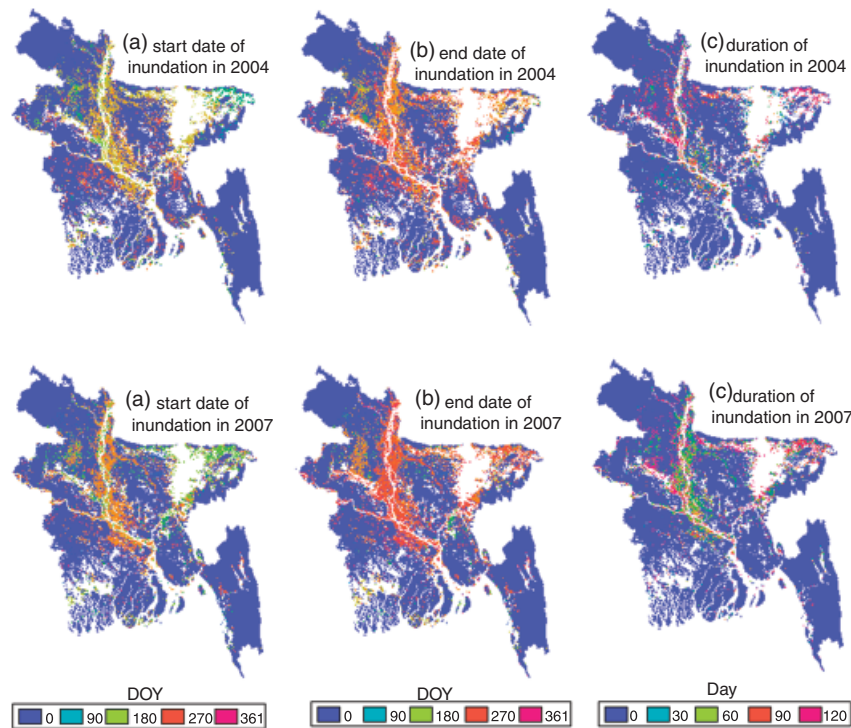 (a) start date of
inundation in 2004
(b) end date of
inundation in 2004
(c)duration of
inundation in 2004
(a) start date of
inundation in 2007
(b) end date of
inundation in 2007
(c)duration of
inundation in 2007
DOY
0 90 180 270 361
DOY
0 90 180 270 361
Day
0 30 60 90 120